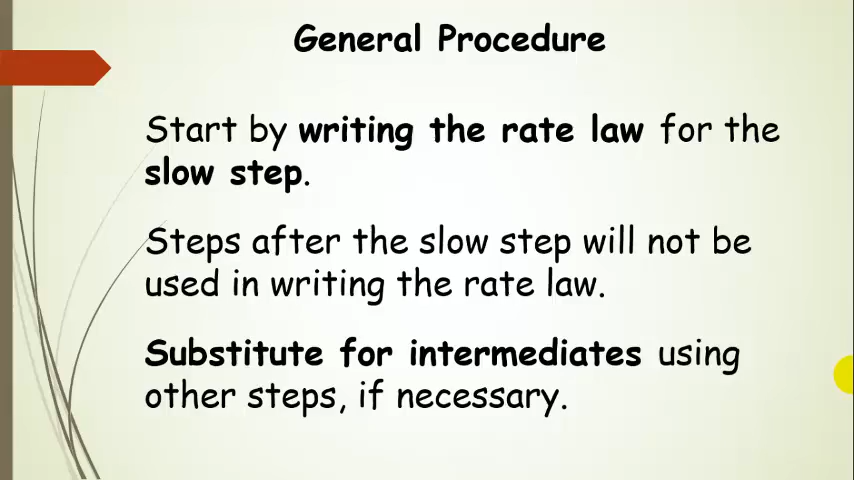 General Procedure
Start by writing the rate law for the
slow step.
Steps after the slow step will not be
used in writing the rate law.
Substitute for intermediates using
other steps, if necessary.